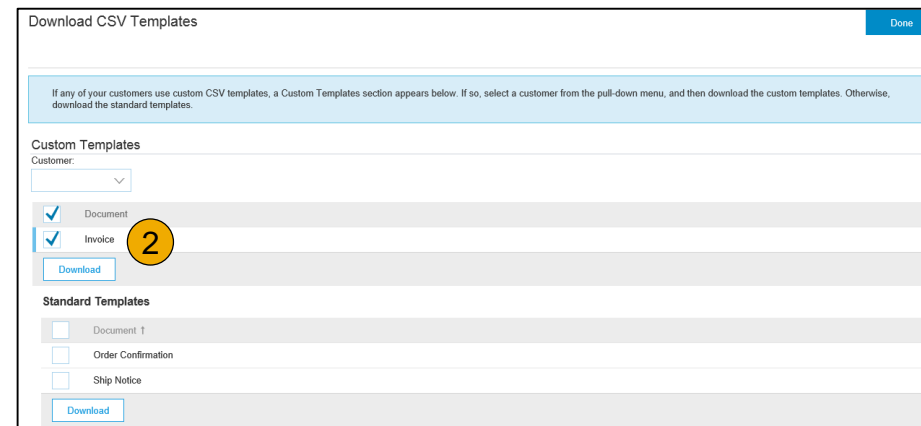 Download CSV Templates
Done
If any of your customers use custom CSV templates, a Custom Templates section appears below. If so, select a customer from the pull-down menu, and then download the custom templates. Otherwise,
download the standard templates.
Custom Templates
Customer:
Document
Invoice
2
Download
Standard Templates
Document ↑
Order Confirmation
Ship Notice
Download